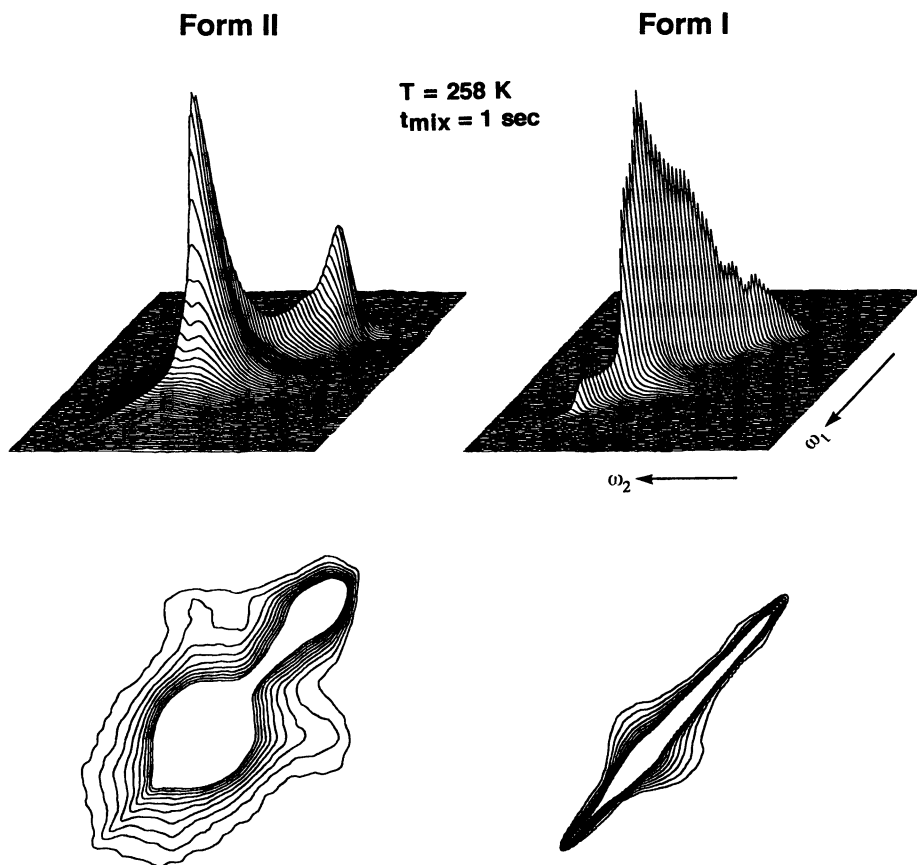 Form II
Form I
T = 258 K
tmix = 1 sec
ω1
ω2